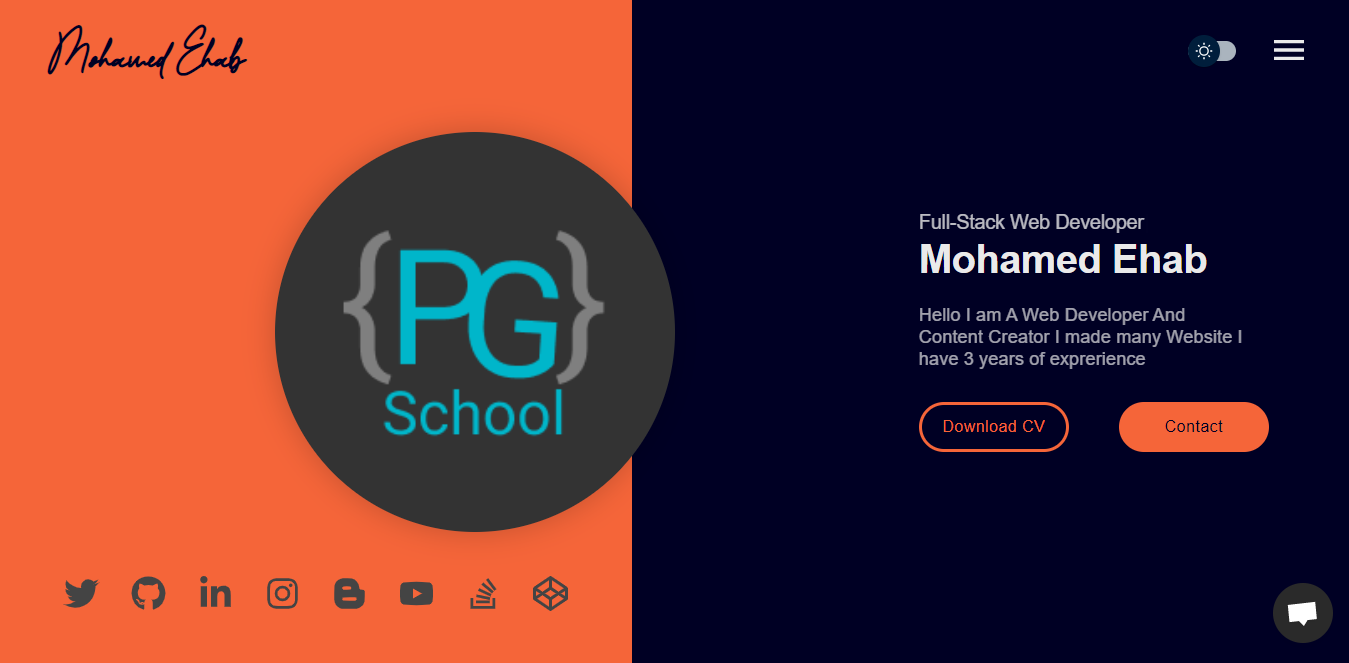 Mohamed Ehab
{PG}
School
Full-Stack Web Developer
Mohamed Ehab
Hello I am A Web Developer And
Content Creator I made many Website I
have 3 years of exprerience
Download CV
Contact